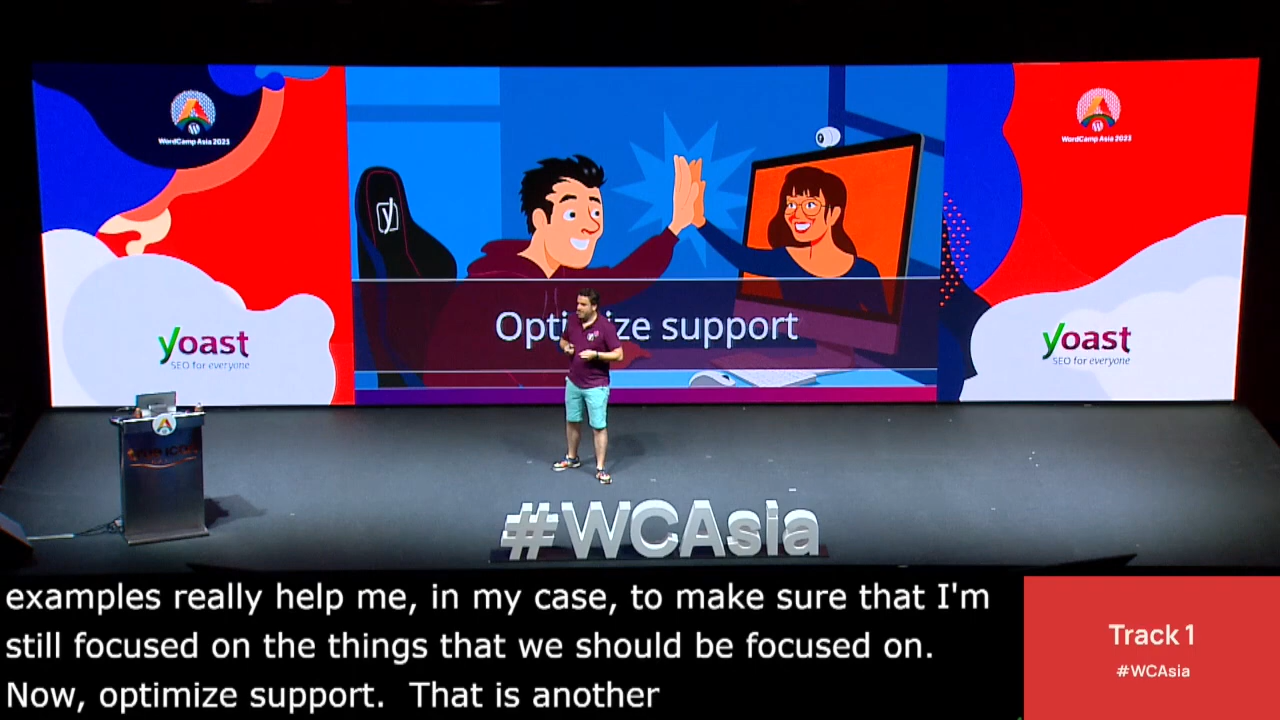 WordCamp Asia 2023
WordCamp Asia 2023
y
Optimize support
yoast
SEO for everyone
yoast
SEO for everyone
#WCAsia
examples really help me, in my case, to make sure that I'm
still focused on the things that we should be focused on.
Now, optimize support. That is another
Track 1
#WCAsia